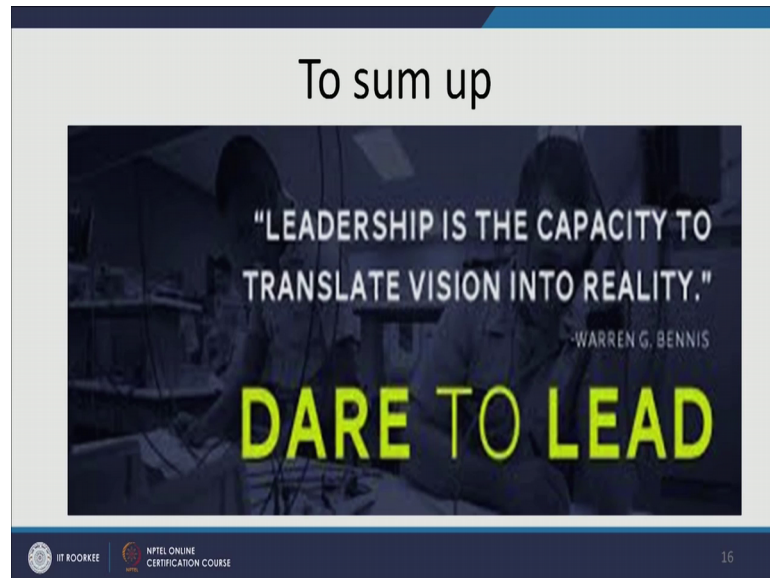 To sum up
“LEADERSHIP IS THE CAPACITY TO
TRANSLATE VISION INTO REALITY.”
-WARREN G. BENNIS
DARE TO LEAD
IIT ROORKEE
NPTEL
NPTEL ONLINE
CERTIFICATION COURSE
16